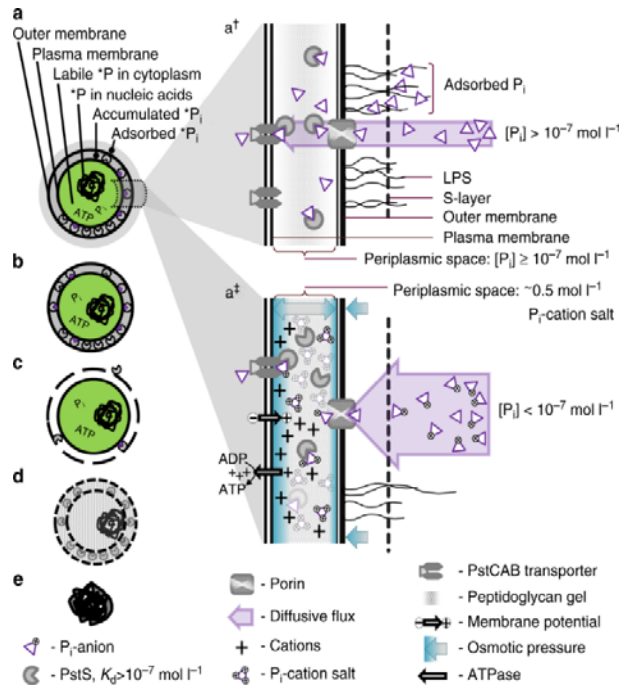 a
Outer membrane
Plasma membrane
Labile *P in cytoplasm
*P in nucleic acids
Accumulated *Pi
Adsorbed *Pi
ATP
Pi
a†
Adsorbed Pi
[Pi] > 10⁻⁷ mol l⁻¹
LPS
S-layer
Outer membrane
Plasma membrane
Periplasmic space: [Pi] ≥ 10⁻⁷ mol l⁻¹
b
Pi
ATP
a‡
Periplasmic space: ~0.5 mol l⁻¹
Pi-cation salt
c
Pi
ATP
[Pi] < 10⁻⁷ mol l⁻¹
ADP
+++
ATP
d
e
- Pi-anion
- PstS, Kd>10⁻⁷ mol l⁻¹
- Porin
- Diffusive flux
+ - Cations
- Pi-cation salt
- PstCAB transporter
- Peptidoglycan gel
- Membrane potential
- Osmotic pressure
- ATPase